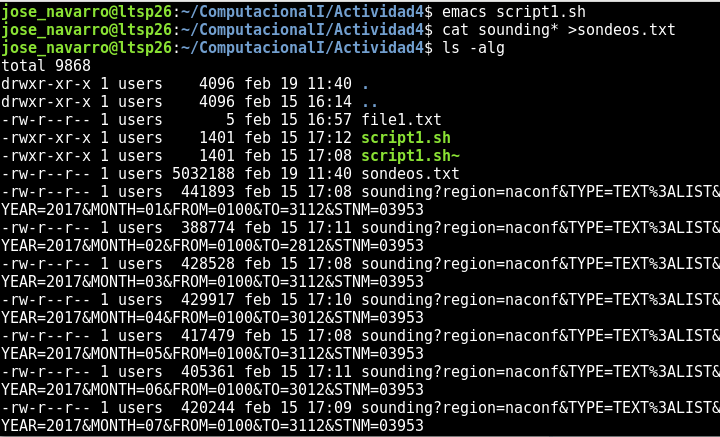 jose_navarro@ltsp26:~/ComputacionalI/Actividad4$ emacs script1.sh
jose_navarro@ltsp26:~/ComputacionalI/Actividad4$ cat sounding* >sondeos.txt
jose_navarro@ltsp26:~/ComputacionalI/Actividad4$ ls -alg
total 9868
drwxr-xr-x 1 users    4096 feb 19 11:40 .
drwxr-xr-x 1 users    4096 feb 15 16:14 ..
-rw-r--r-- 1 users       5 feb 15 16:57 file1.txt
-rwxr-xr-x 1 users    1401 feb 15 17:12 script1.sh
-rwxr-xr-x 1 users    1401 feb 15 17:08 script1.sh~
-rw-r--r-- 1 users 5032188 feb 19 11:40 sondeos.txt
-rw-r--r-- 1 users  441893 feb 15 17:08 sounding?region=naconf&TYPE=TEXT%3ALIST&
YEAR=2017&MONTH=01&FROM=0100&TO=3112&STNM=03953
-rw-r--r-- 1 users  388774 feb 15 17:11 sounding?region=naconf&TYPE=TEXT%3ALIST&
YEAR=2017&MONTH=02&FROM=0100&TO=2812&STNM=03953
-rw-r--r-- 1 users  428528 feb 15 17:08 sounding?region=naconf&TYPE=TEXT%3ALIST&
YEAR=2017&MONTH=03&FROM=0100&TO=3112&STNM=03953
-rw-r--r-- 1 users  429917 feb 15 17:10 sounding?region=naconf&TYPE=TEXT%3ALIST&
YEAR=2017&MONTH=04&FROM=0100&TO=3012&STNM=03953
-rw-r--r-- 1 users  417479 feb 15 17:08 sounding?region=naconf&TYPE=TEXT%3ALIST&
YEAR=2017&MONTH=05&FROM=0100&TO=3112&STNM=03953
-rw-r--r-- 1 users  405361 feb 15 17:11 sounding?region=naconf&TYPE=TEXT%3ALIST&
YEAR=2017&MONTH=06&FROM=0100&TO=3012&STNM=03953
-rw-r--r-- 1 users  420244 feb 15 17:09 sounding?region=naconf&TYPE=TEXT%3ALIST&
YEAR=2017&MONTH=07&FROM=0100&TO=3112&STNM=03953